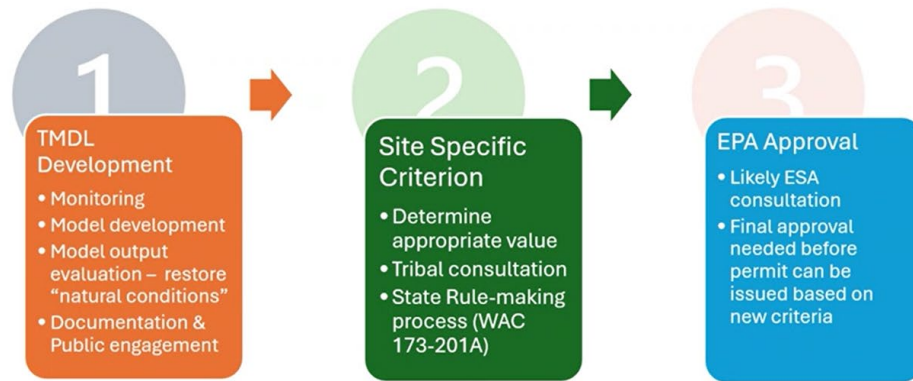 1
TMDL
Development
• Monitoring
• Model development
• Model output
evaluation – restore
“natural conditions”
• Documentation &
Public engagement
2
Site Specific
Criterion
• Determine
appropriate value
• Tribal consultation
• State Rule-making
process (WAC
173-201A)
3
EPA Approval
• Likely ESA
consultation
• Final approval
needed before
permit can be
issued based on
new criteria